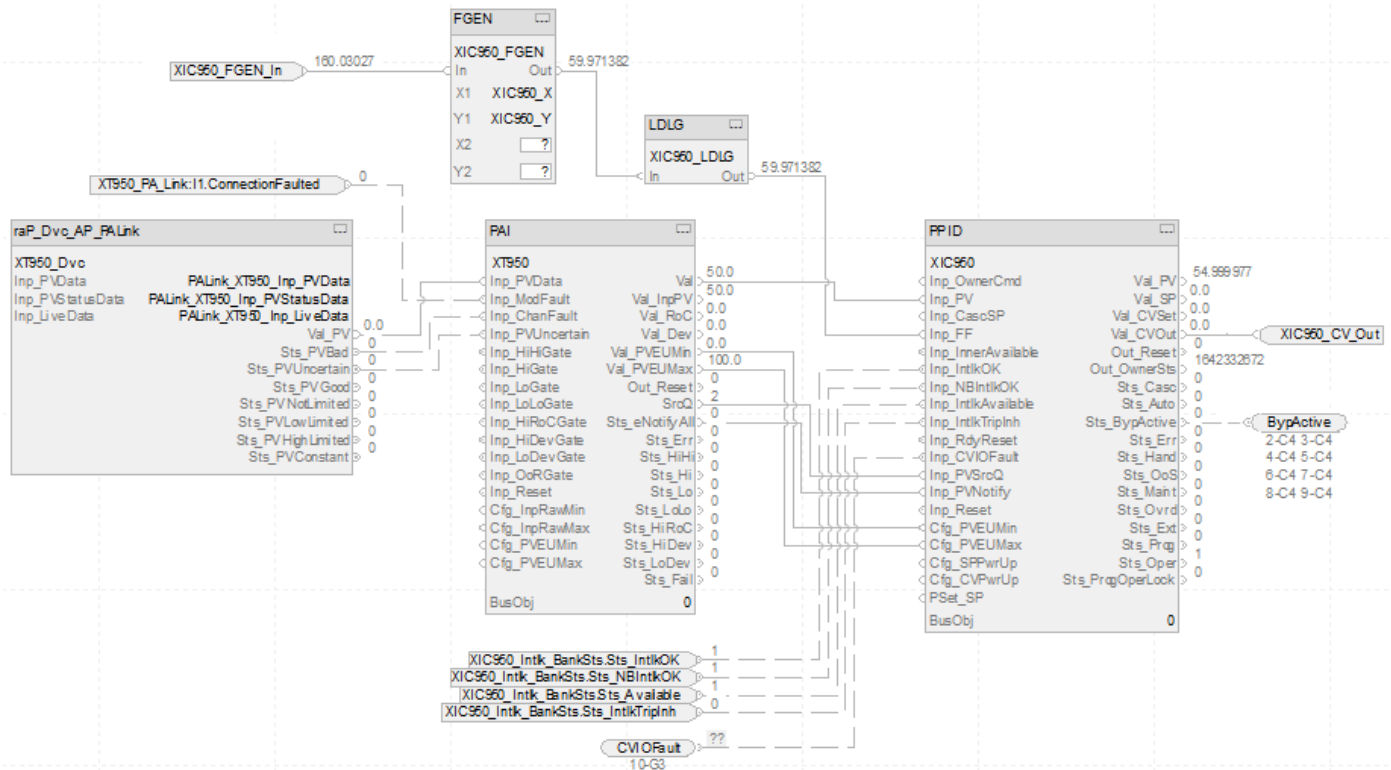 FGEN
XIC950_FGEN
XIC950_FGEN_In 160.03027 In Out 59.971382
X1 XIC950_X
Y1 XIC950_Y
X2 ?
Y2 ?
LDLG
XIC950_LDLG
In Out 59.971382
XT950_PA_Link:I1.ConnectionFaulted 0
raP_Dvc_AP_PALink
XT950_Dvc
Inp_PVData PALink_XT950_Inp_PVData
Inp_PVStatusData PALink_XT950_Inp_PVStatusData
Inp_LiveData PALink_XT950_Inp_LiveData
Val_PV 0.0
Sts_PVBad 0
Sts_PVUncertain 0
Sts_PVGood 0
Sts_PVNotLimited 0
Sts_PVLowLimited 0
Sts_PVHighLimited 0
Sts_PVConstant 0
PAI
XT950
Inp_PVData Val 50.0
Inp_ModFault Val_InpPV 50.0
Inp_ChanFault Val_RoC 0.0
Inp_PVUncertain Val_Dev 0.0
Inp_HiHiGate Val_PVEUMin 0.0
Inp_HiGate Val_PVEUMax 100.0
Inp_LoGate Out_Reset 0
Inp_LoLoGate SrcQ 2
Inp_HiRoCGate Sts_eNotifyAll 0
Inp_HiDevGate Sts_Err 0
Inp_LoDevGate Sts_HiHi 0
Inp_OoRGate Sts_Hi 0
Inp_Reset Sts_Lo 0
Cfg_InpRawMin Sts_LoLo 0
Cfg_InpRawMax Sts_HiRoC 0
Cfg_PVEUMin Sts_HiDev 0
Cfg_PVEUMax Sts_LoDev 0
Sts_Fail 0
BusObj 0
PPID
XIC950
Inp_OwnerCmd Val_PV 54.999977
Inp_PV Val_SP 0.0
Inp_CascSP Val_CVSet 0.0
Inp_FF Val_CVOut 0.0 XIC950_CV_Out
Inp_InnerAvailable Out_Reset 0
Inp_IntlkOK Out_OwnerSts 1642332672
Inp_NBIntlkOK Sts_Casc 0
Inp_IntlkAvailable Sts_Auto 0
Inp_IntlkTripInh Sts_BypActive 0 BypActive
Inp_RdyReset Sts_Err 0
Inp_CVIOFault Sts_Hand 0
Inp_PVSrcQ Sts_OoS 0
Inp_PVNotify Sts_Maint 0
Inp_Reset Sts_Ovrd 0
Cfg_PVEUMin Sts_Ext 0
Cfg_PVEUMax Sts_Prog 0
Cfg_SPPwrUp Sts_Oper 1
Cfg_CVPwrUp Sts_ProgOperLock 0
PSet_SP
BusObj 0
2-C4 3-C4
4-C4 5-C4
6-C4 7-C4
8-C4 9-C4
XIC950_Intlk_BankSts.Sts_IntlkOK 1
XIC950_Intlk_BankSts.Sts_NBIntlkOK 1
XIC950_Intlk_BankSts.Sts_Available 1
XIC950_Intlk_BankSts.Sts_IntlkTripInh 0
CVIOFault ??
10-G3